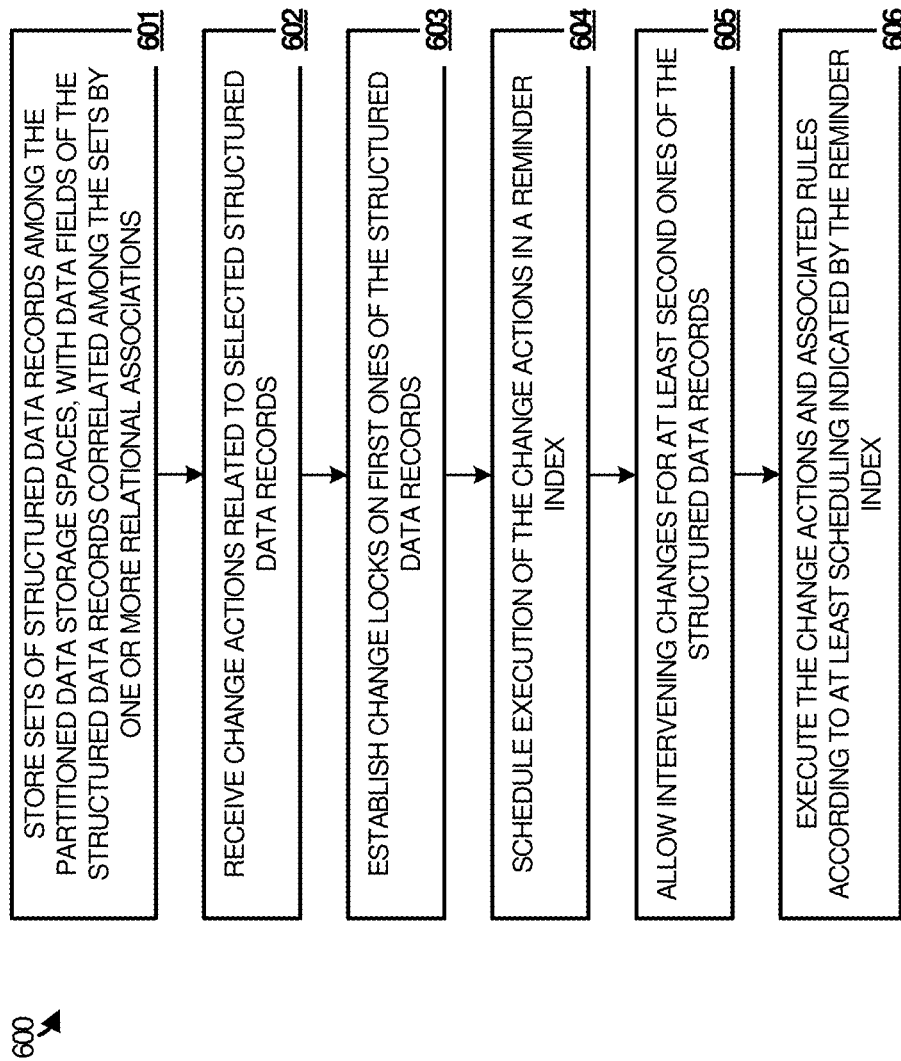 600
STORE SETS OF STRUCTURED DATA RECORDS AMONG THE
PARTITIONED DATA STORAGE SPACES, WITH DATA FIELDS OF THE
STRUCTURED DATA RECORDS CORRELATED AMONG THE SETS BY
ONE OR MORE RELATIONAL ASSOCIATIONS
601
RECEIVE CHANGE ACTIONS RELATED TO SELECTED STRUCTURED
DATA RECORDS
602
ESTABLISH CHANGE LOCKS ON FIRST ONES OF THE STRUCTURED
DATA RECORDS
603
SCHEDULE EXECUTION OF THE CHANGE ACTIONS IN A REMINDER
INDEX
604
ALLOW INTERVENING CHANGES FOR AT LEAST SECOND ONES OF THE
STRUCTURED DATA RECORDS
605
EXECUTE THE CHANGE ACTIONS AND ASSOCIATED RULES
ACCORDING TO AT LEAST SCHEDULING INDICATED BY THE REMINDER
INDEX
606